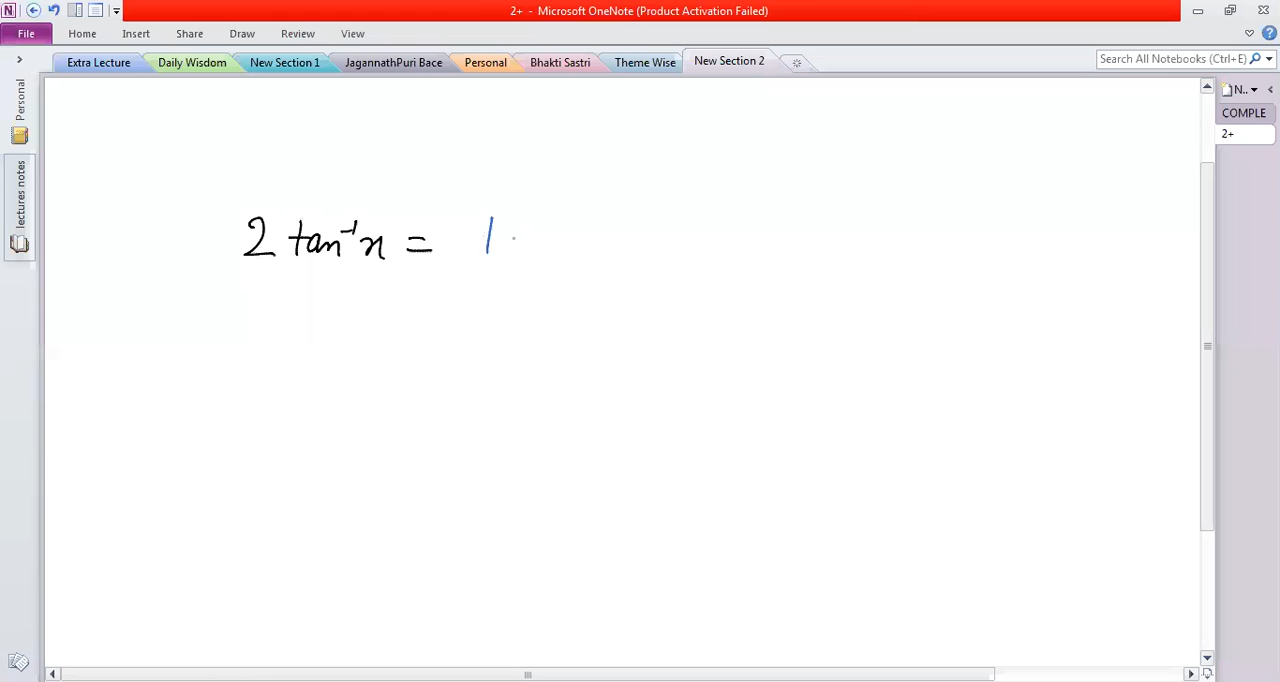 2+ - Microsoft OneNote (Product Activation Failed)
File Home Insert Share Draw Review View
Extra Lecture Daily Wisdom New Section 1 JagannathPuri Bace Personal Bhakti Sastri Theme Wise New Section 2 Search All Notebooks (Ctrl+E)
N..
Personal
lectures notes
COMPLE
2+
2 tan⁻¹x = |